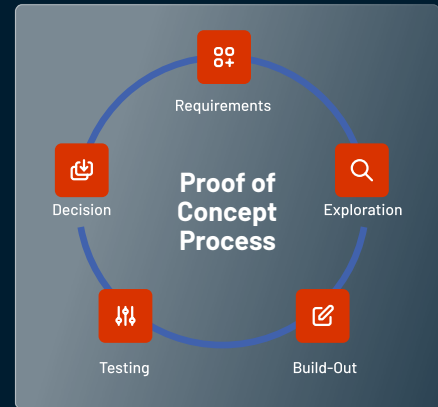 Requirements
Proof of
Concept
Process
Decision
Exploration
Testing
Build-Out